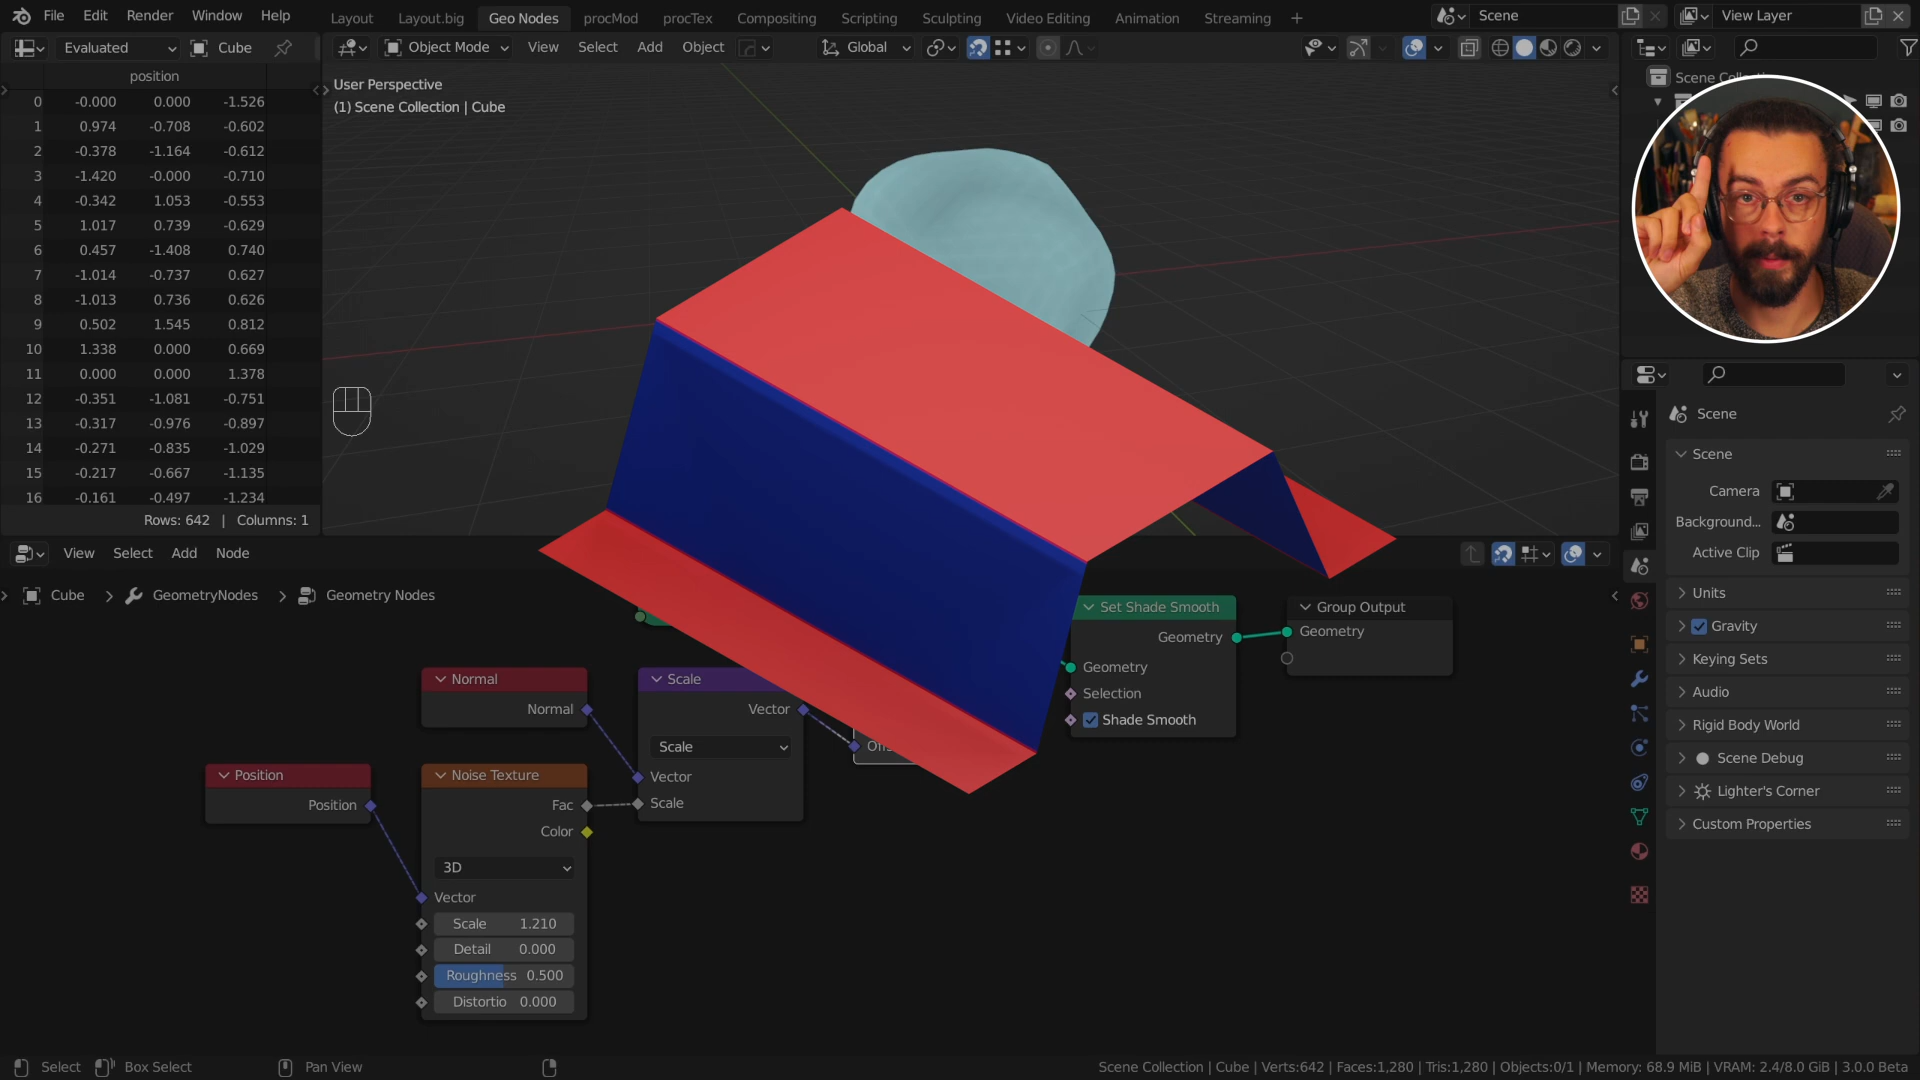 File Edit Render Window Help Layout Layout.big Geo Nodes procMod procTex Compositing Scripting Sculpting Video Editing Animation Streaming + Scene View Layer
Evaluated Cube Object Mode View Select Add Object Global
position
0 -0.000 0.000 -1.526
1 0.974 -0.708 -0.602
2 -0.378 -1.164 -0.612
3 -1.420 -0.000 -0.710
4 -0.342 1.053 -0.553
5 1.017 0.739 -0.629
6 0.457 -1.408 0.740
7 -1.014 -0.737 0.627
8 -1.013 0.736 0.626
9 0.502 1.545 0.812
10 1.338 0.000 0.669
11 0.000 0.000 1.378
12 -0.351 -1.081 -0.751
13 -0.317 -0.976 -0.897
14 -0.271 -0.835 -1.029
15 -0.217 -0.667 -1.135
16 -0.161 -0.497 -1.234
Rows: 642 | Columns: 1
User Perspective
(1) Scene Collection | Cube
Scene
Scene
Scene
Camera
Background...
Active Clip
Units
Gravity
Keying Sets
Audio
Rigid Body World
Scene Debug
Lighter's Corner
Custom Properties
View Select Add Node
Cube GeometryNodes Geometry Nodes
Position
Position
Normal
Normal
Noise Texture
Fac
Color
3D
Vector
Scale 1.210
Detail 0.000
Roughness 0.500
Distortio 0.000
Scale
Vector
Scale
Vector
Scale
Set Shade Smooth
Geometry
Geometry
Selection
Shade Smooth
Group Output
Geometry
Select Box Select Pan View Scene Collection | Cube | Verts:642 | Faces:1,280 | Tris:1,280 | Objects:0/1 | Memory: 68.9 MiB | VRAM: 2.4/8.0 GiB | 3.0.0 Beta